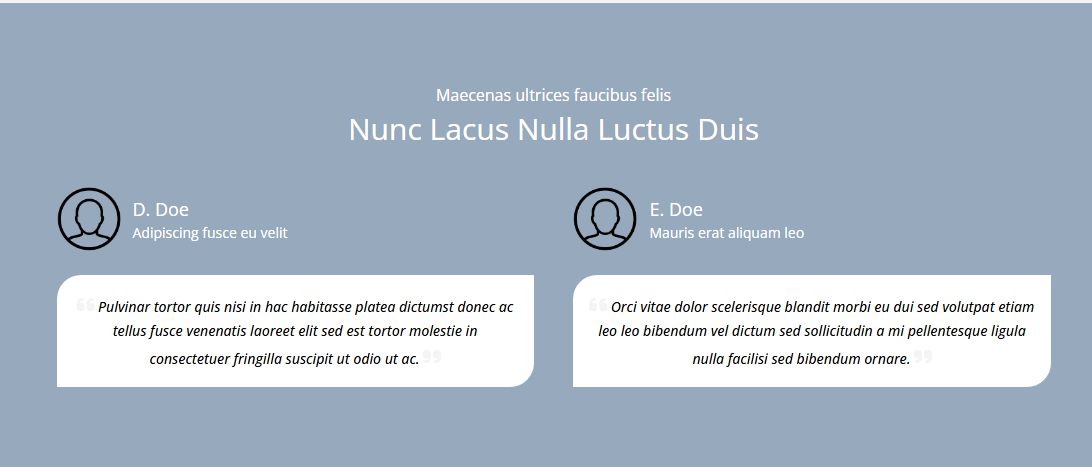 Maecenas ultrices faucibus felis
Nunc Lacus Nulla Luctus Duis
D. Doe
Adipiscing fusce eu velit
❝ Pulvinar tortor quis nisi in hac habitasse platea dictumst donec ac
tellus fusce venenatis laoreet elit sed est tortor molestie in
consectetuer fringilla suscipit ut odio ut ac. ❞
E. Doe
Mauris erat aliquam leo
❝ Orci vitae dolor scelerisque blandit morbi eu dui sed volutpat etiam
leo leo bibendum vel dictum sed sollicitudin a mi pellentesque ligula
nulla facilisi sed bibendum ornare. ❞